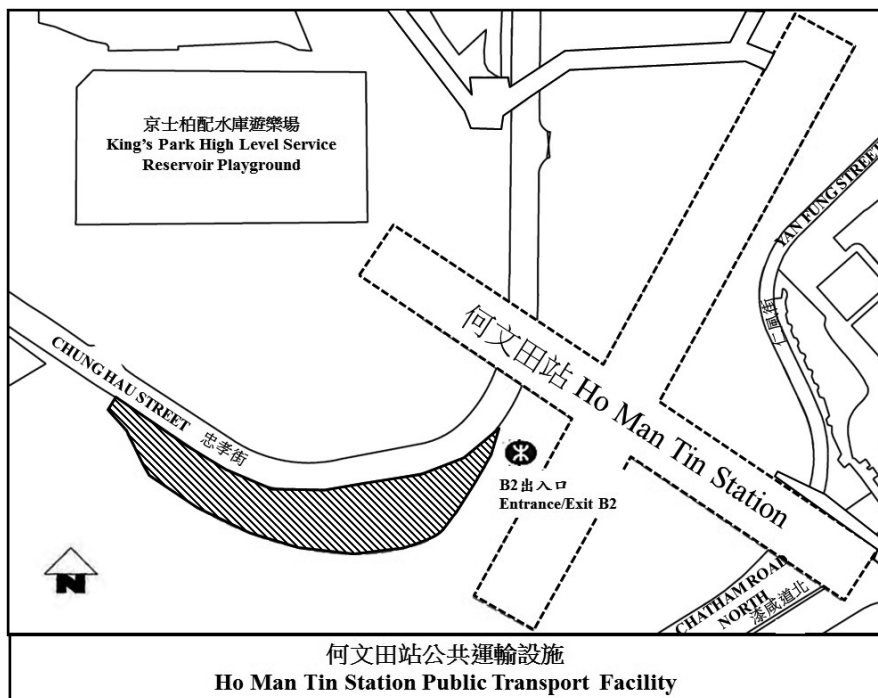 京士柏配水庫遊樂場
King's Park High Level Service
Reservoir Playground
YAN FUNG STREET
仁風街
何文田站 Ho Man Tin Station
CHUNG HAU STREET 忠孝街
B2出入口
Entrance/Exit B2
N
CHATHAM ROAD
NORTH
漆咸道北
何文田站公共運輸設施
Ho Man Tin Station Public Transport Facility